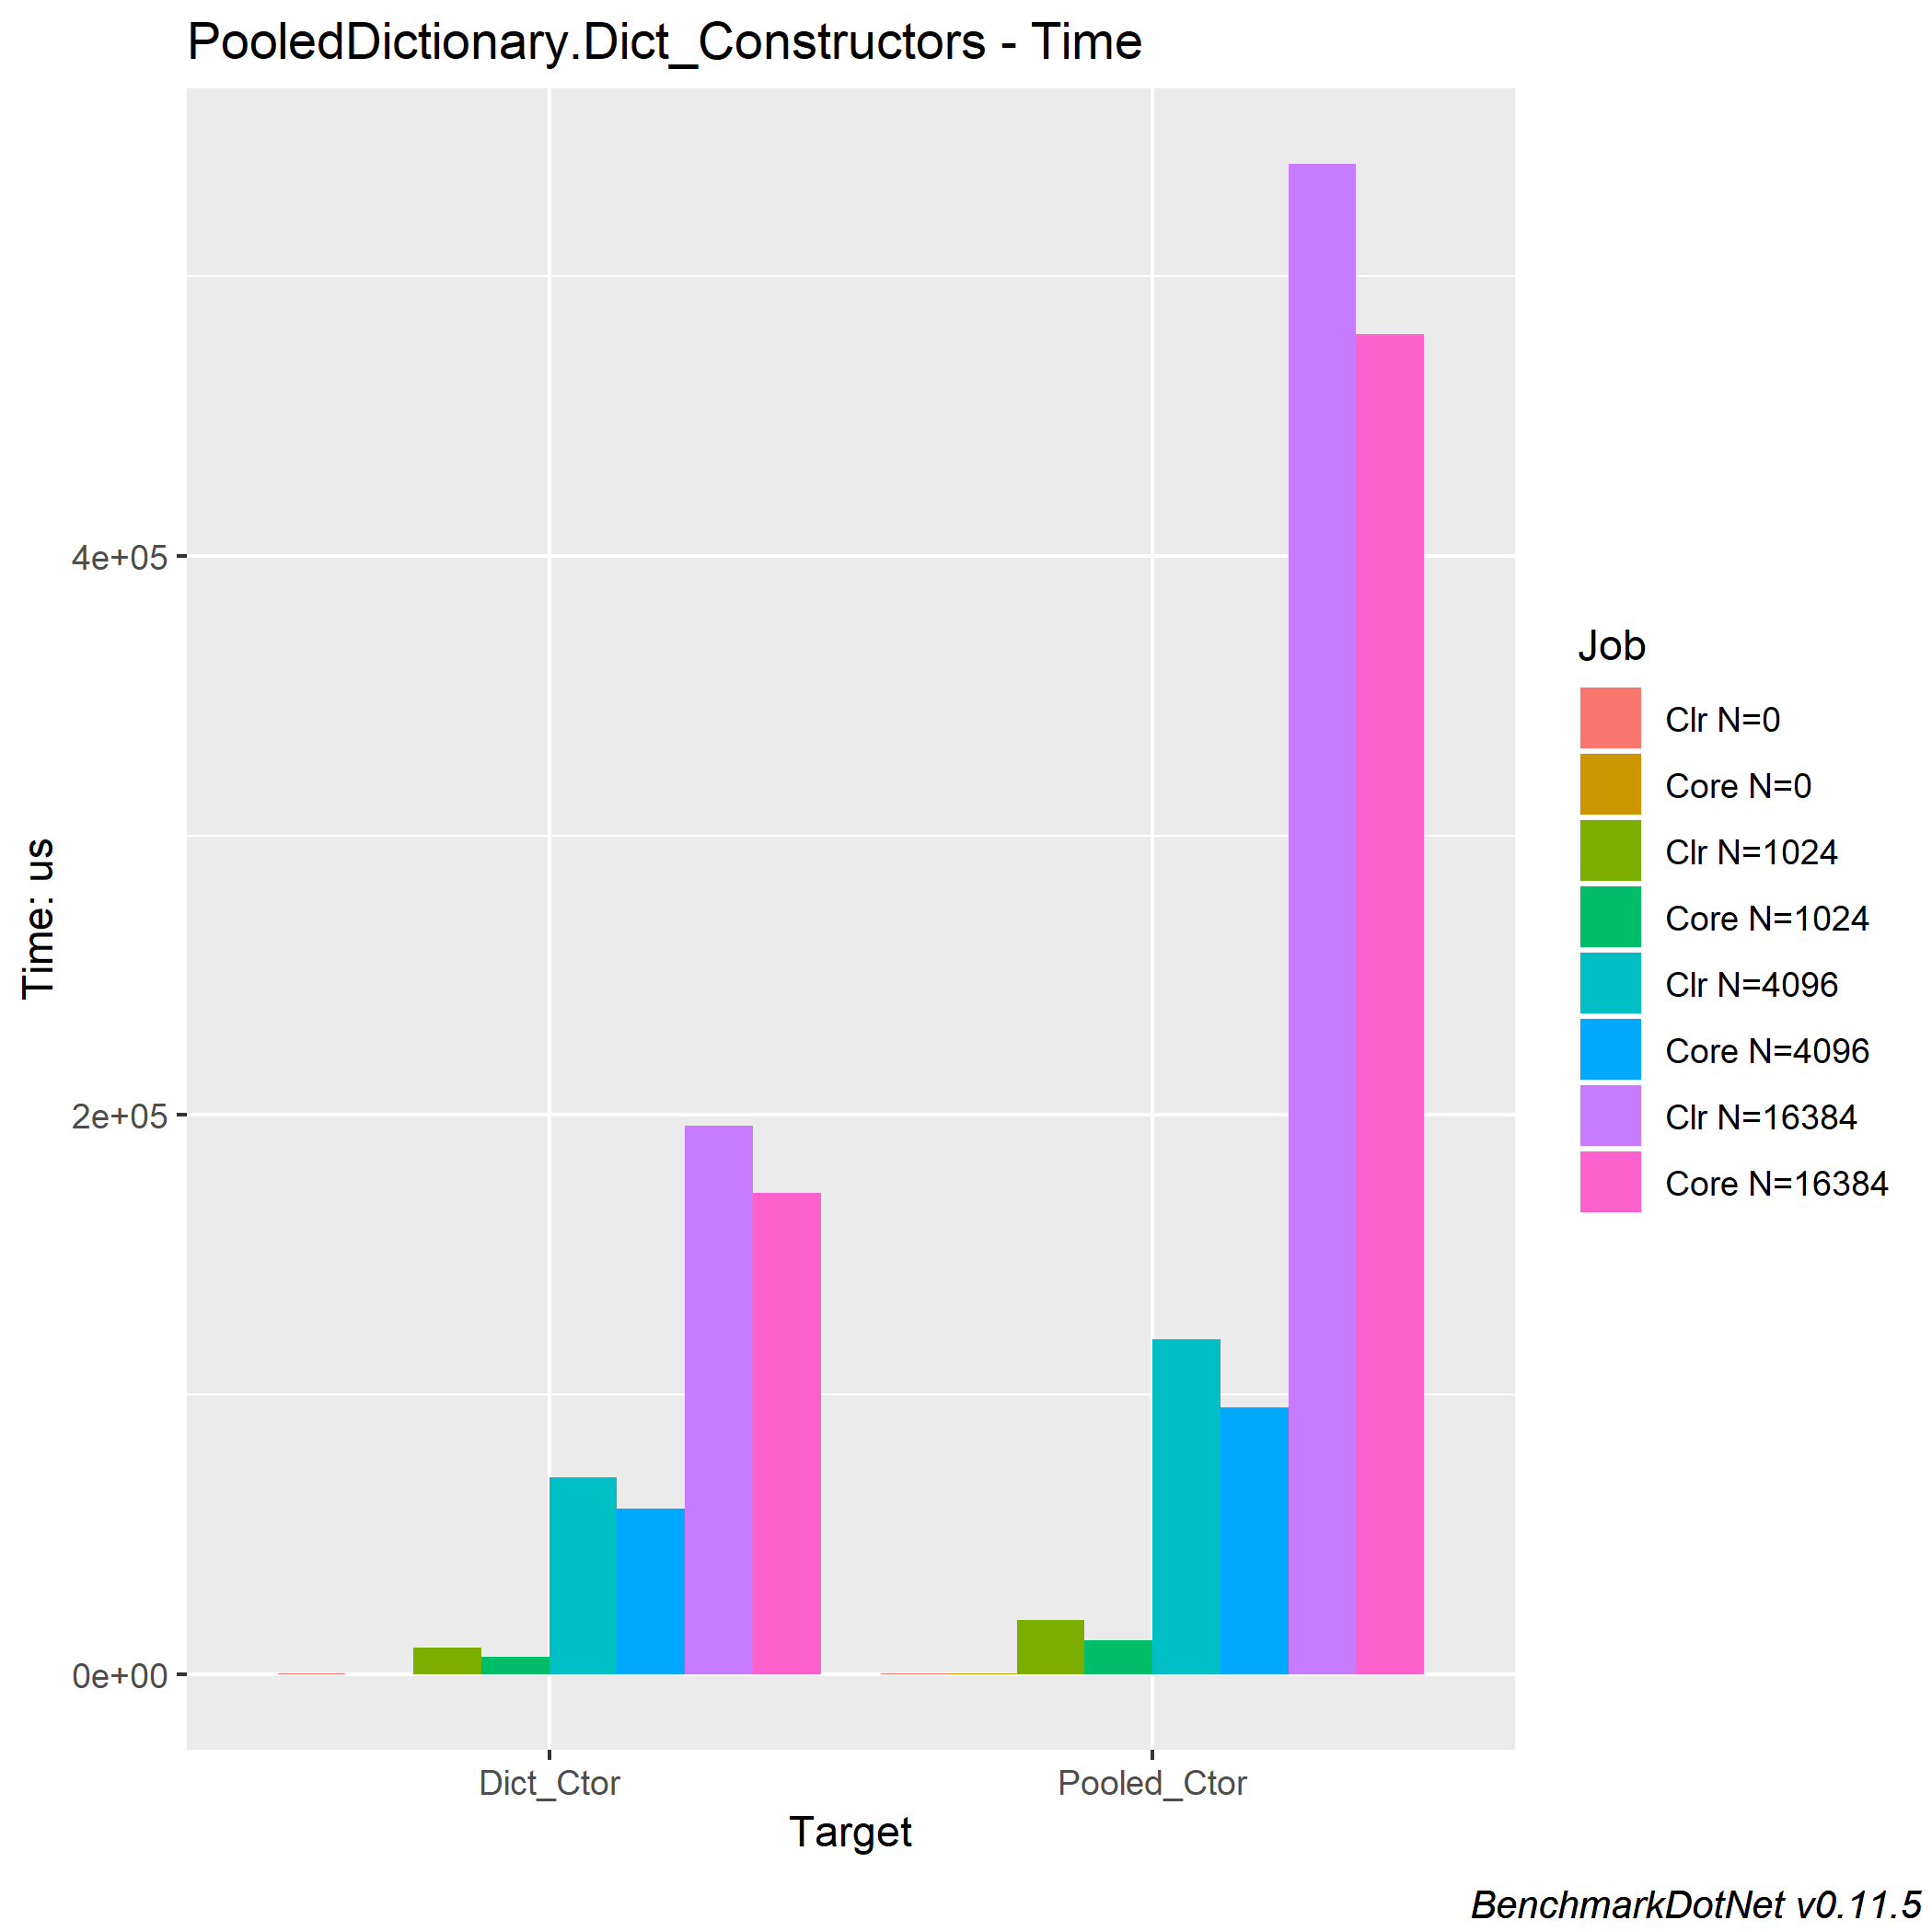 PooledDictionary.Dict_Constructors - Time
Time: us
4e+05
2e+05
0e+00
Dict_Ctor
Pooled_Ctor
Target
Job
Clr N=0
Core N=0
Clr N=1024
Core N=1024
Clr N=4096
Core N=4096
Clr N=16384
Core N=16384
BenchmarkDotNet v0.11.5